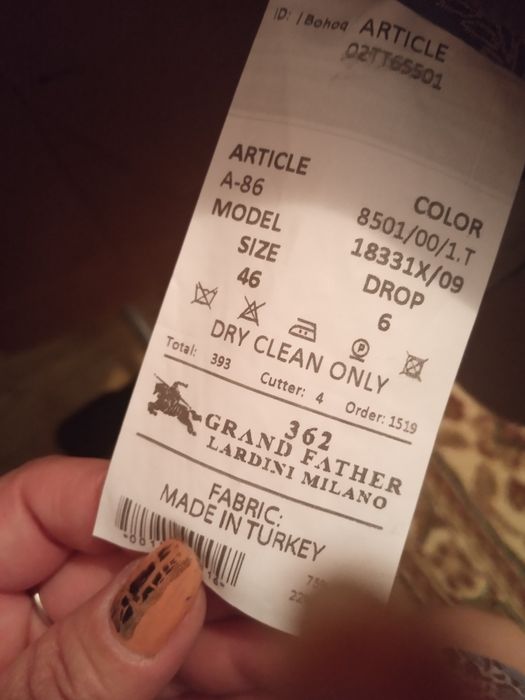 ID: 1Bohoq ARTICLE
02TT65501
ARTICLE COLOR
A-86 8501/00/1.T
MODEL 18331X/09
SIZE DROP
46 6
DRY CLEAN ONLY
Total: 393 Cutter: 4 Order: 1519
362
GRAND FATHER
LARDINI MILANO
FABRIC:
MADE IN TURKEY